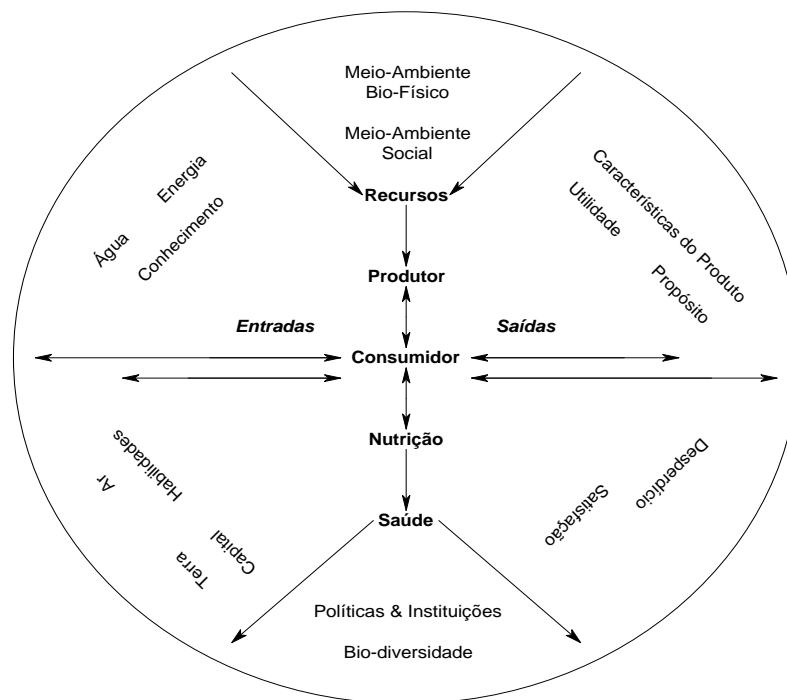 Meio-Ambiente
Bio-Físico
Meio-Ambiente
Social
Recursos
Energia
Água
Conhecimento
Características do Produto
Utilidade
Propósito
Produtor
Entradas
Saídas
Consumidor
Nutrição
Habilidades
Ar
Capital
Terra
Desperdício
Satisfação
Saúde
Políticas & Instituições
Bio-diversidade